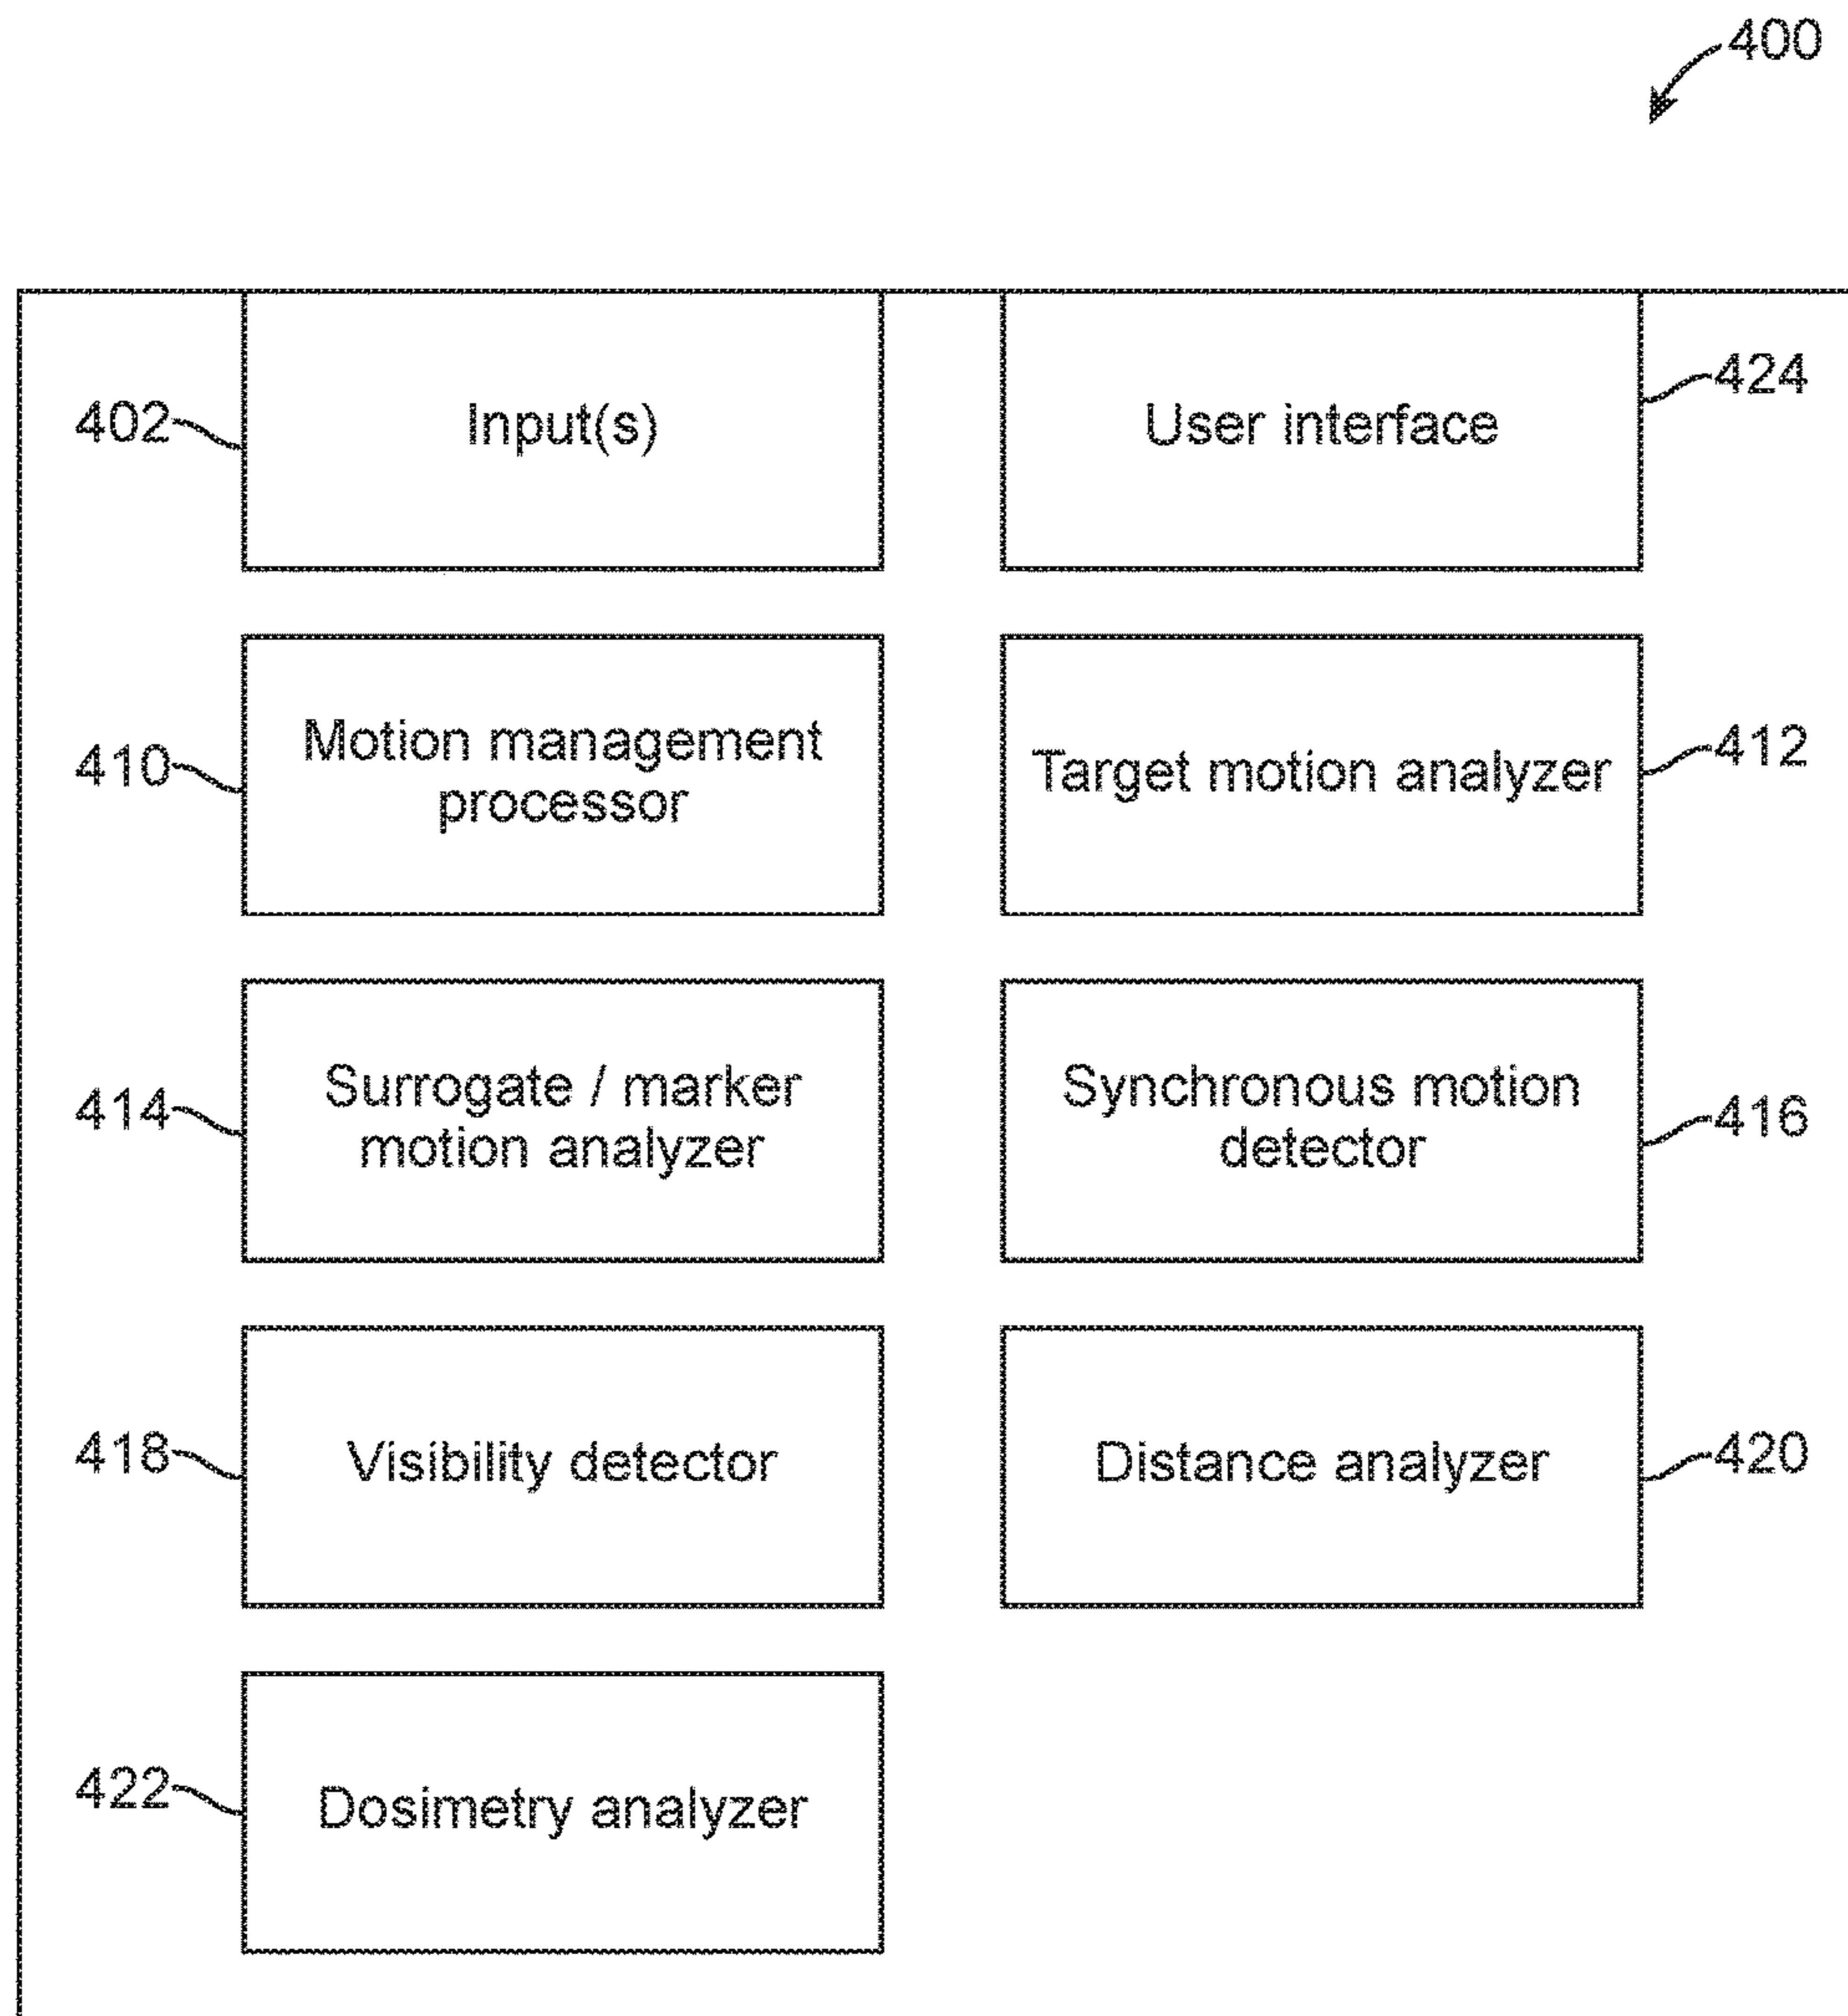 400
402
Input(s)
User interface
424
410
Motion management
processor
Target motion analyzer
412
414
Surrogate / marker
motion analyzer
Synchronous motion
detector
416
418
Visibility detector
Distance analyzer
420
422
Dosimetry analyzer